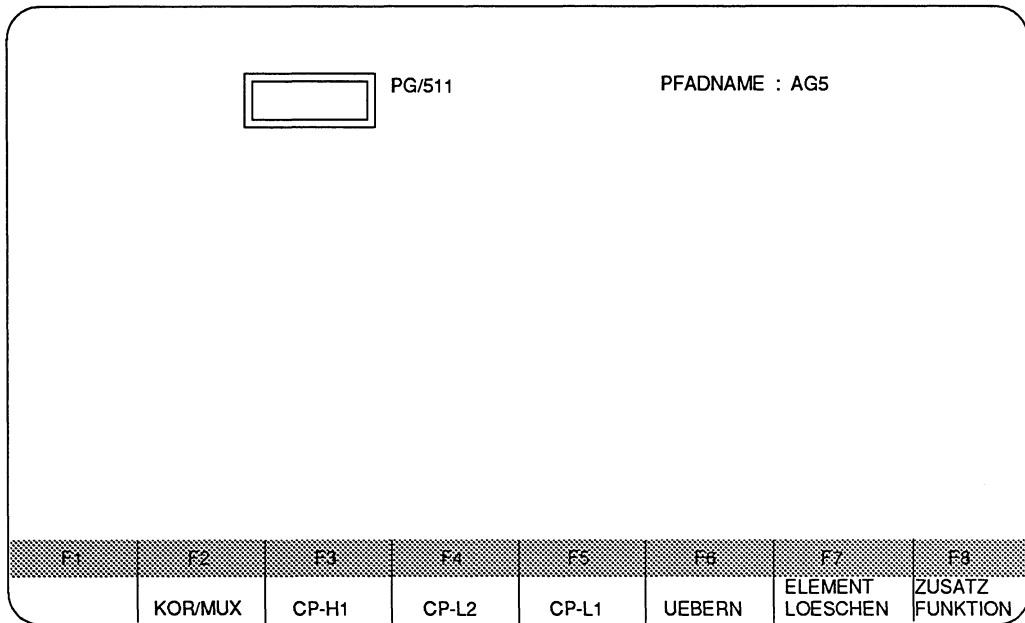 PG/511 PFADNAME : AG5
F1 F2 F3 F4 F5 F6 F7 F8
KOR/MUX CP-H1 CP-L2 CP-L1 UEBERN ELEMENT LOESCHEN ZUSATZ FUNKTION